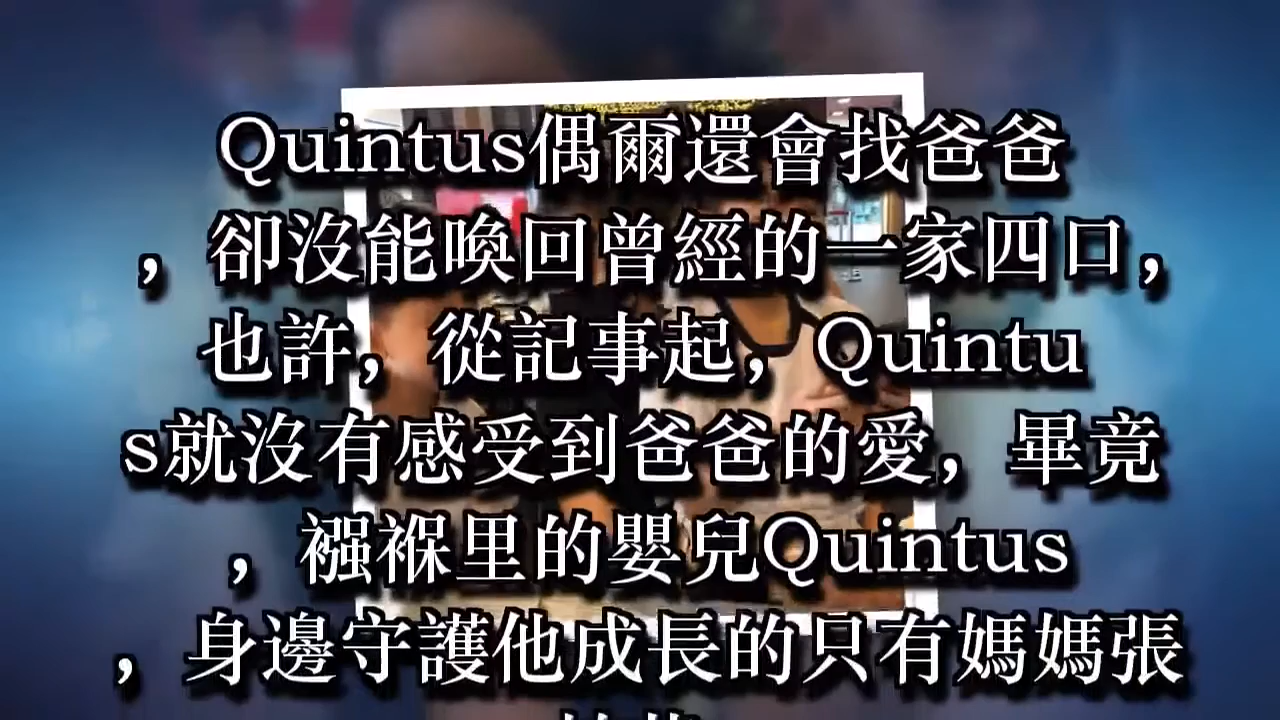 Quintus偶爾還會找爸爸
，卻沒能喚回曾經的一家四口，
也許，從記事起，Quintu
s就沒有感受到爸爸的愛，畢竟
，襁褓里的嬰兒Quintus
，身邊守護他成長的只有媽媽張